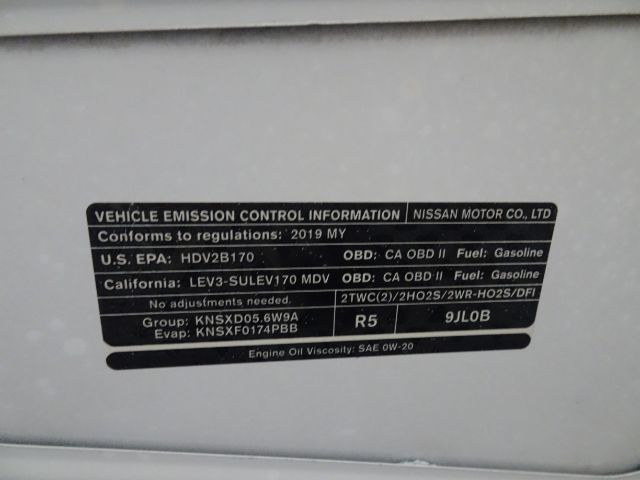 VEHICLE EMISSION CONTROL INFORMATION NISSAN MOTOR CO., LTD
Conforms to regulations: 2019 MY
U.S. EPA: HDV2B170 OBD: CA OBD II Fuel: Gasoline
California: LEV3-SULEV170 MDV OBD: CA OBD II Fuel: Gasoline
No adjustments needed. 2TWC(2)/2HO2S/2WR-HO2S/DFI
Group: KNSXD05.6W9A R5 9JL0B
Evap: KNSXF0174PBB
Engine Oil Viscosity: SAE 0W-20